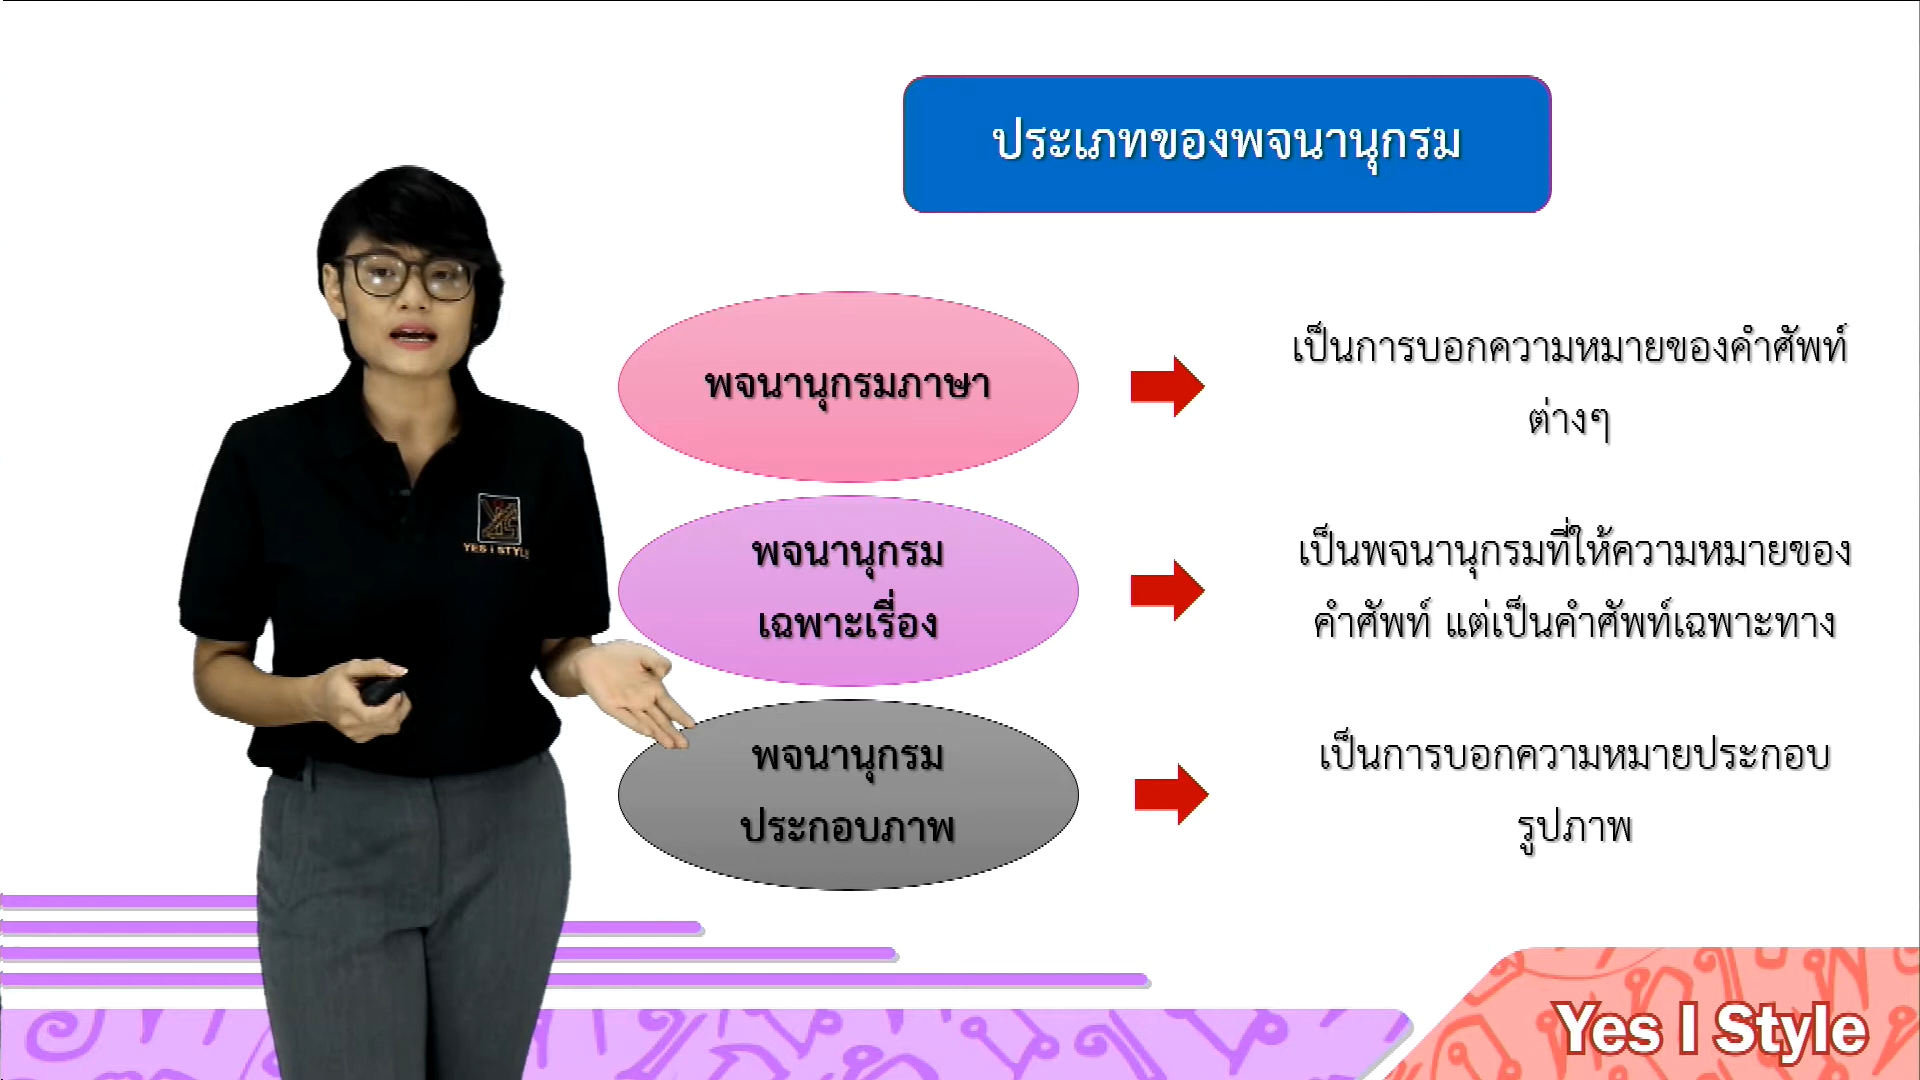 ประเภทของพจนานุกรม
พจนานุกรมภาษา
เป็นการบอกความหมายของคำศัพท์
ต่างๆ
พจนานุกรม
เฉพาะเรื่อง
เป็นพจนานุกรมที่ให้ความหมายของ
คำศัพท์ แต่เป็นคำศัพท์เฉพาะทาง
พจนานุกรม
ประกอบภาพ
เป็นการบอกความหมายประกอบ
รูปภาพ
YES I STYLE
Yes I Style